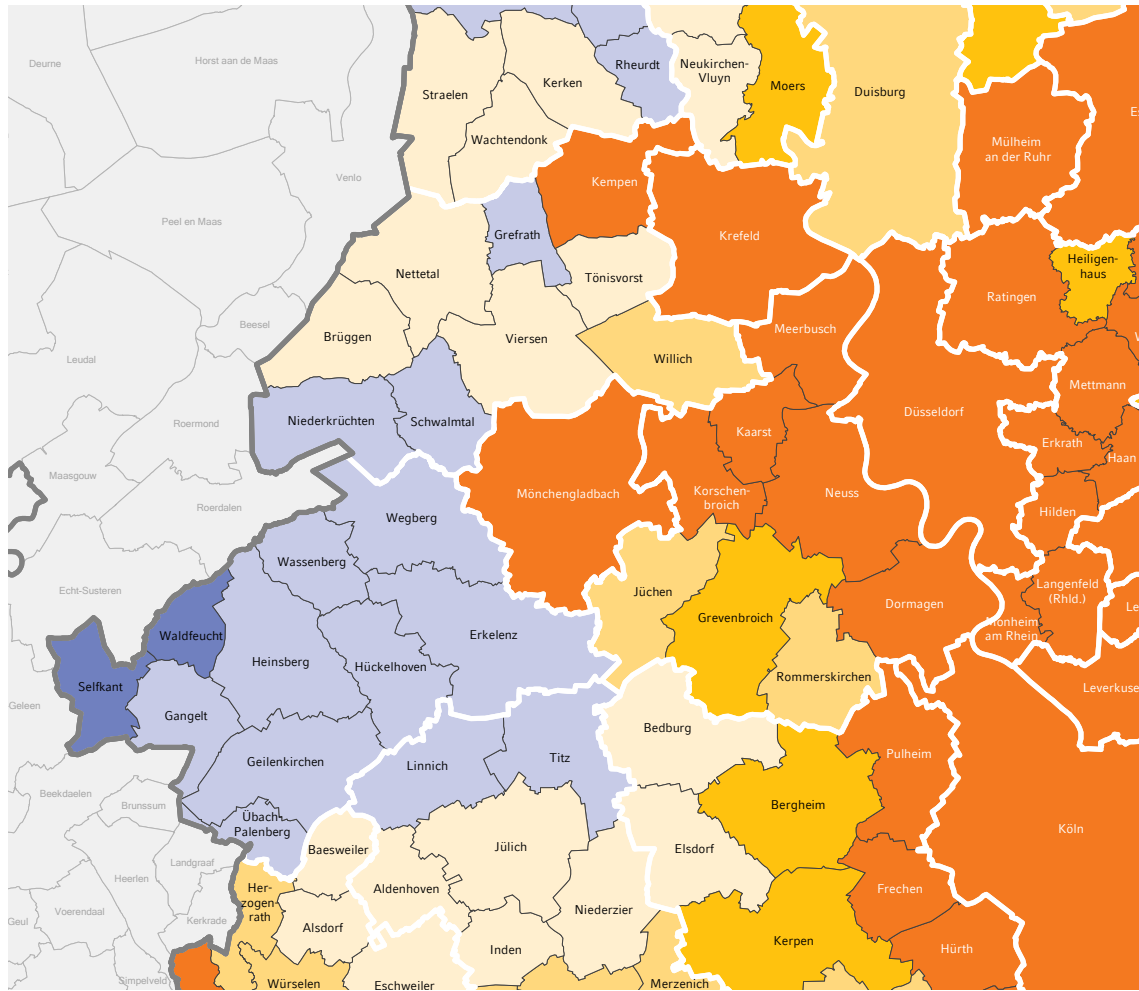 Deurne
Horst aan de Maas
Straelen
Kerken
Rheurdt
Neukirchen-
Vluyn
Moers
Duisburg
Mülheim
an der Ruhr
Wachtendonk
Venlo
Kempen
Peel en Maas
Grefrath
Krefeld
Nettetal
Tönisvorst
Heiligen-
haus
Ratingen
Beesel
Brüggen
Viersen
Meerbusch
Leudal
Willich
Mettmann
Roermond
Niederkrüchten
Schwalmtal
Kaarst
Düsseldorf
Erkrath
Haan
Maasgouw
Mönchengladbach
Korschen-
broich
Neuss
Roerdalen
Wegberg
Hilden
Wassenberg
Echt-Susteren
Jüchen
Langenfeld
(Rhld.)
Le
Dormagen
Grevenbroich
Monheim
am Rhein
Waldfeucht
Erkelenz
Heinsberg
Hückelhoven
Rommerskirchen
Selfkant
Leverkuse
Geleen
Gangelt
Bedburg
Pulheim
Geilenkirchen
Linnich
Titz
Beekdaelen
Brunssum
Bergheim
Übach-
Palenberg
Köln
Baesweiler
Jülich
Elsdorf
Landgraaf
Heerlen
Her-
zogen-
rath
Aldenhoven
Frechen
Voerendaal
Geul
Kerkrade
Alsdorf
Niederzier
Inden
Kerpen
Hürth
Simpelveld
Würselen
Eschweiler
Merzenich